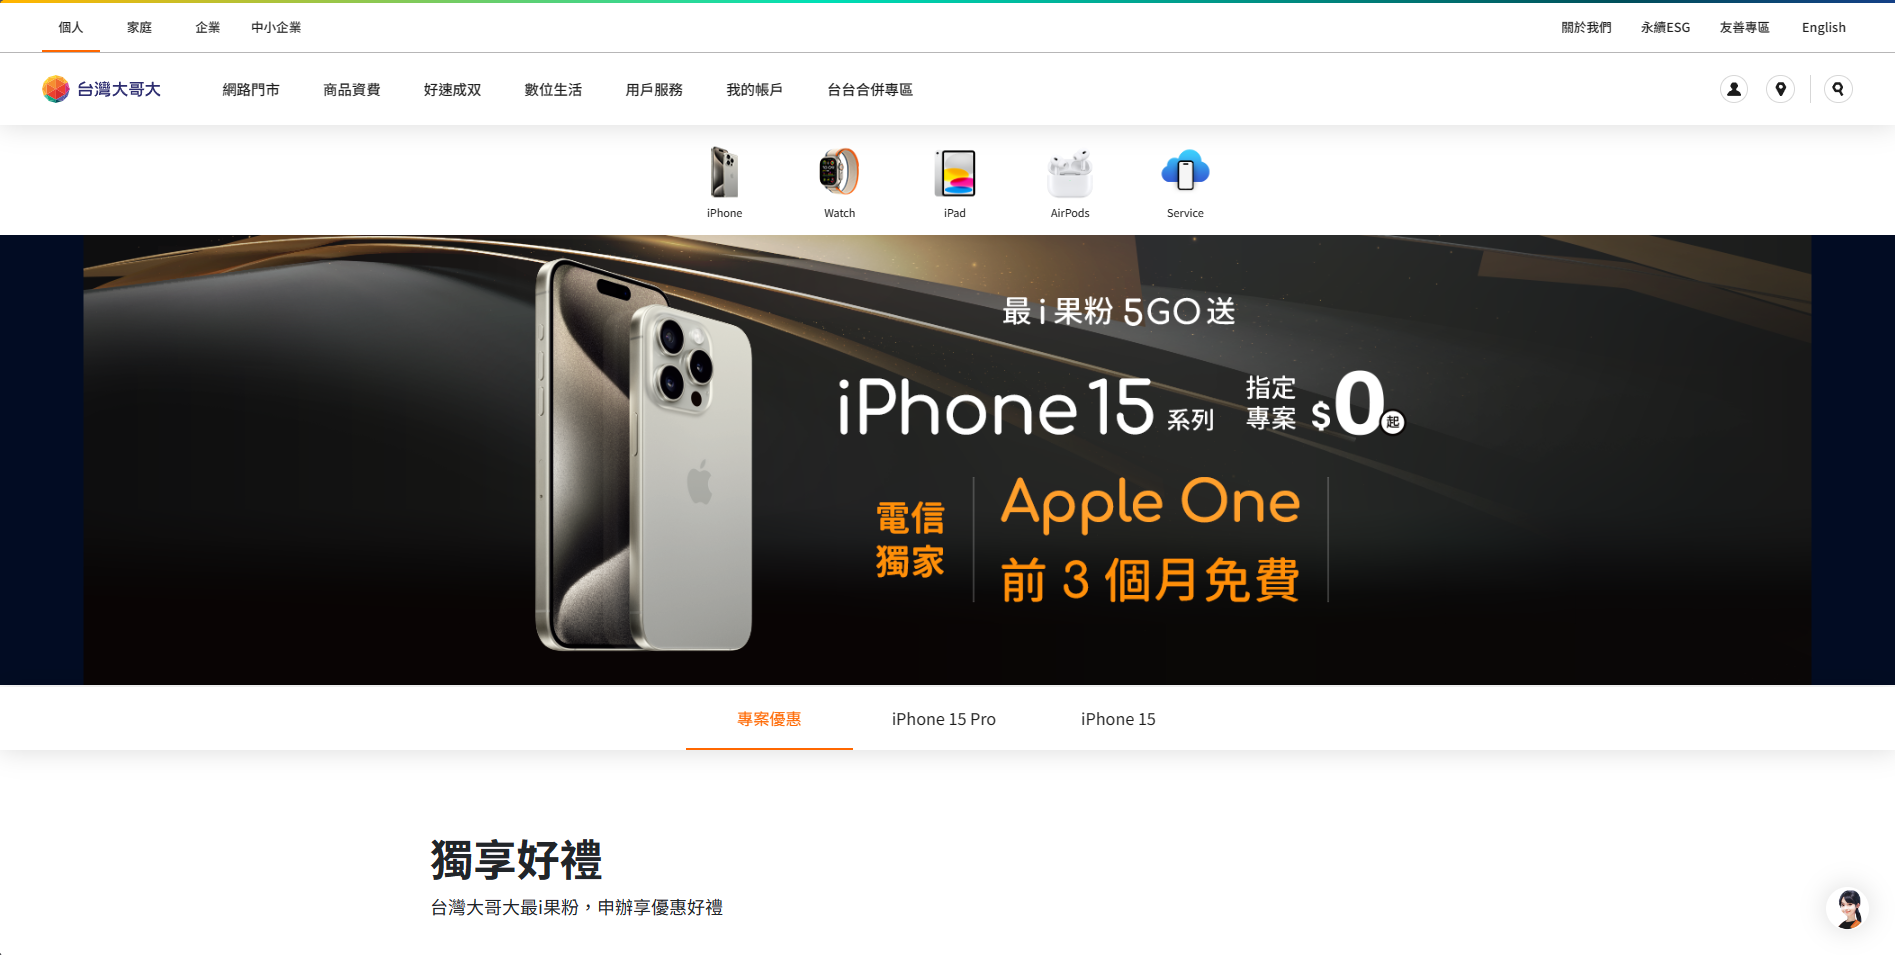 個人 家庭 企業 中小企業 關於我們 永續ESG 友善專區 English
台灣大哥大 網路門市 商品資費 好速成双 數位生活 用戶服務 我的帳戶 台台合併專區
iPhone Watch iPad AirPods Service
最i果粉 5GO送
iPhone 15 系列 指定專案 $0起
電信獨家
Apple One
前 3 個月免費
專案優惠 iPhone 15 Pro iPhone 15
獨享好禮
台灣大哥大最i果粉，申辦享優惠好禮